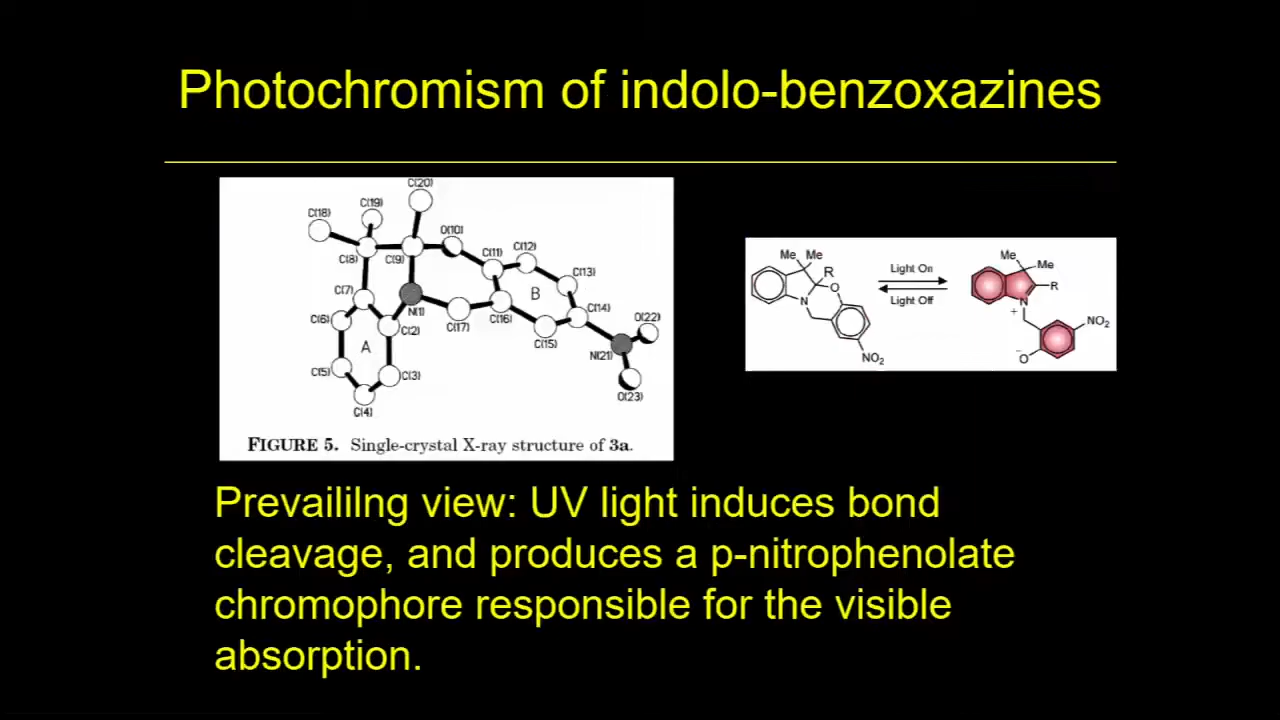 Photochromism of indolo-benzoxazines
C(20)
C(19)
C(18)
O(10)
C(8)
C(9)
C(11)
C(12)
C(13)
C(7)
B
C(14)
C(6)
N(1)
C(2)
C(17)
C(16)
O(22)
A
C(15)
N(21)
C(5)
C(3)
O(23)
C(4)
FIGURE 5. Single-crystal X-ray structure of 3a.
Me Me
R
O
N
NO2
Light On
Light Off
Me
Me
R
N
+
NO2
-
O
Prevaililng view: UV light induces bond
cleavage, and produces a p-nitrophenolate
chromophore responsible for the visible
absorption.